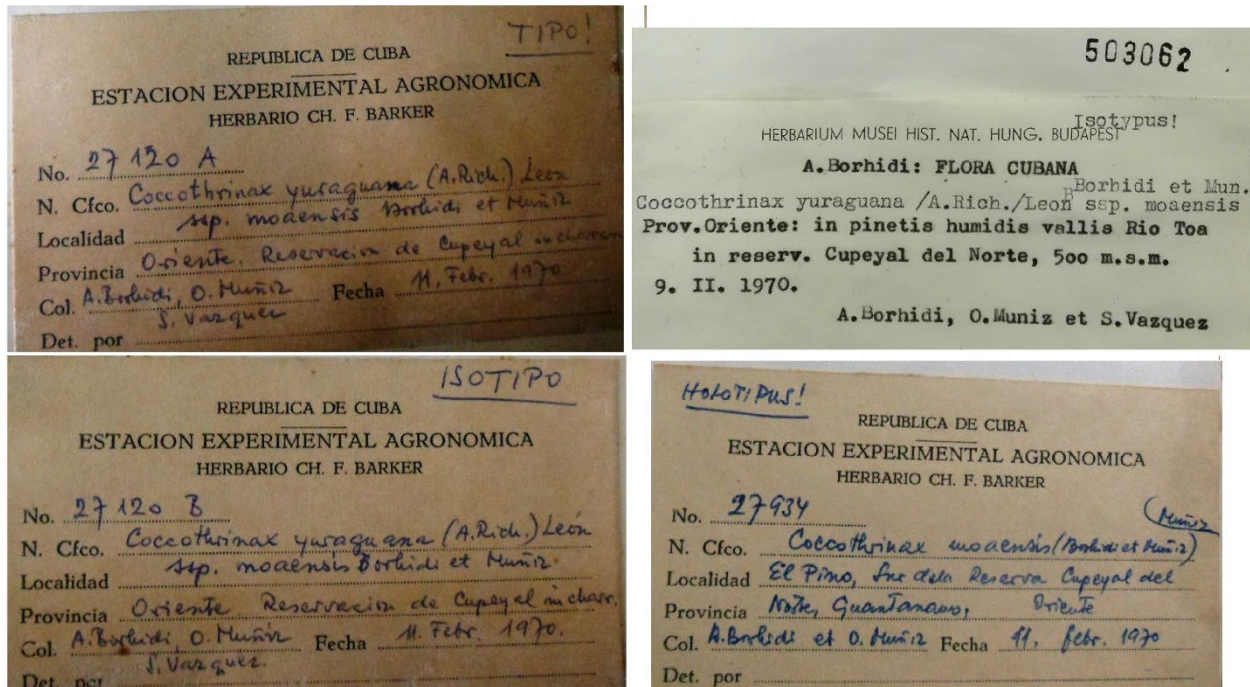 TIPO!
REPUBLICA DE CUBA
ESTACION EXPERIMENTAL AGRONOMICA
HERBARIO CH. F. BARKER
No. 27120 A
N. Cfco. Coccothrinax yuraguana (A.Rich.) León
ssp. moaensis Borhidi et Muñiz
Localidad
Provincia Oriente. Reservacion de Cupeyal in charr.
Col. A. Borhidi, O. Muñiz Fecha 11. Febr. 1970
S. Vazquez
Det. por
503062
Isotypus!
HERBARIUM MUSEI HIST. NAT. HUNG. BUDAPEST
A.Borhidi: FLORA CUBANA
Borhidi et Mun.
Coccothrinax yuraguana /A.Rich./Leon ssp. moaensis
Prov.Oriente: in pinetis humidis vallis Rio Toa
in reserv. Cupeyal del Norte, 500 m.s.m.
9. II. 1970.
A.Borhidi, O.Muniz et S.Vazquez
ISOTIPO
REPUBLICA DE CUBA
ESTACION EXPERIMENTAL AGRONOMICA
HERBARIO CH. F. BARKER
No. 27120 B
N. Cfco. Coccothrinax yuraguana (A.Rich.) León
ssp. moaensis Borhidi et Muñiz.
Localidad
Provincia Oriente Reservacion de Cupeyal in charr.
Col. A. Borhidi, O. Muñiz Fecha 11. Febr. 1970.
S. Vazquez.
Det. por
HOLOTIPUS!
REPUBLICA DE CUBA
ESTACION EXPERIMENTAL AGRONOMICA
HERBARIO CH. F. BARKER
No. 27934
(Muñiz
N. Cfco. Coccothrinax moaensis (Borhidi et Muñiz)
Localidad El Pino, Sur de la Reserva Cupeyal del
Provincia Norte, Guantanamo, Oriente
Col. A. Borhidi et O. Muñiz Fecha 11. febr. 1970
Det. por